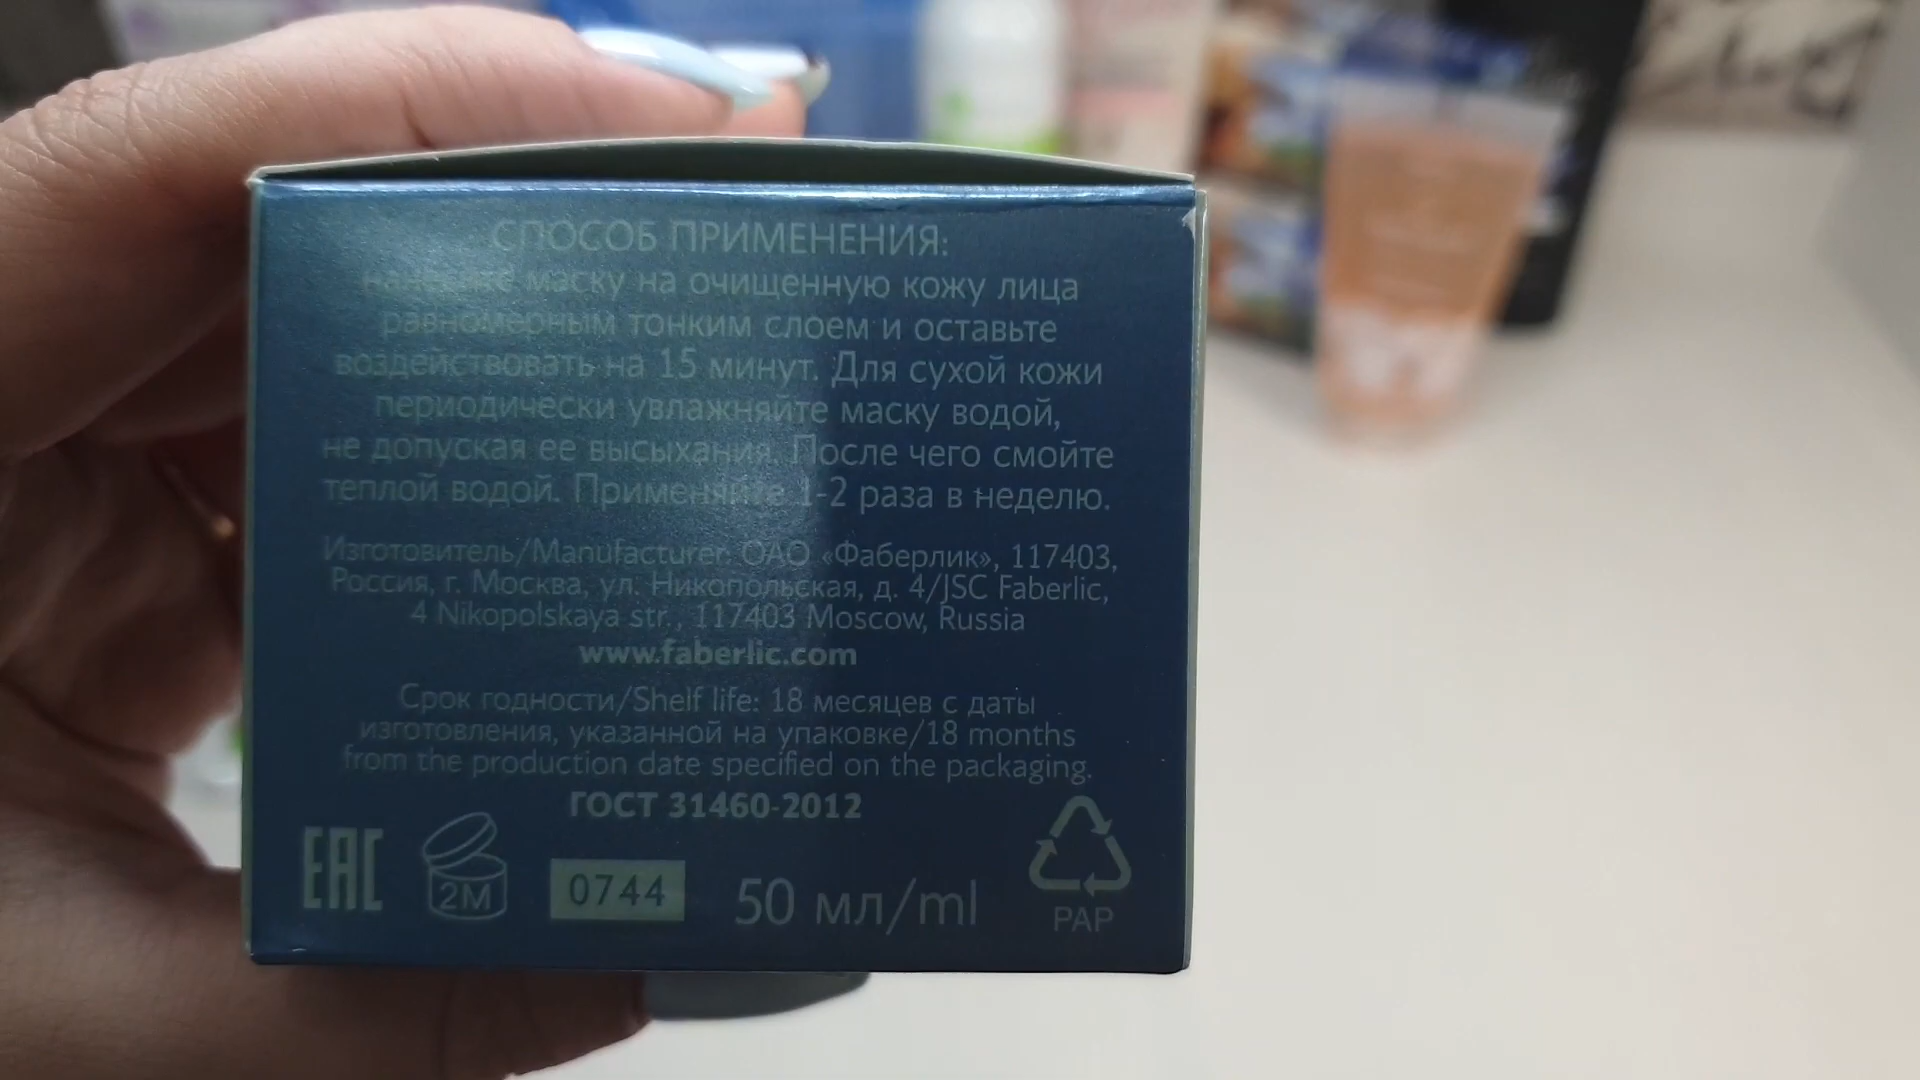 СПОСОБ ПРИМЕНЕНИЯ:
нанесите маску на очищенную кожу лица
равномерным тонким слоем и оставьте
воздействовать на 15 минут. Для сухой кожи
периодически увлажняйте маску водой,
не допуская ее высыхания. После чего смойте
теплой водой. Применяйте 1-2 раза в неделю.
Изготовитель/Manufacturer: ОАО «Фаберлик», 117403,
Россия, г. Москва, ул. Никопольская, д. 4/JSC Faberlic,
4 Nikopolskaya str., 117403 Moscow, Russia
www.faberlic.com
Срок годности/Shelf life: 18 месяцев с даты
изготовления, указанной на упаковке/18 months
from the production date specified on the packaging.
ГОСТ 31460-2012
EAC
2M
0744
50 мл/ml
PAP